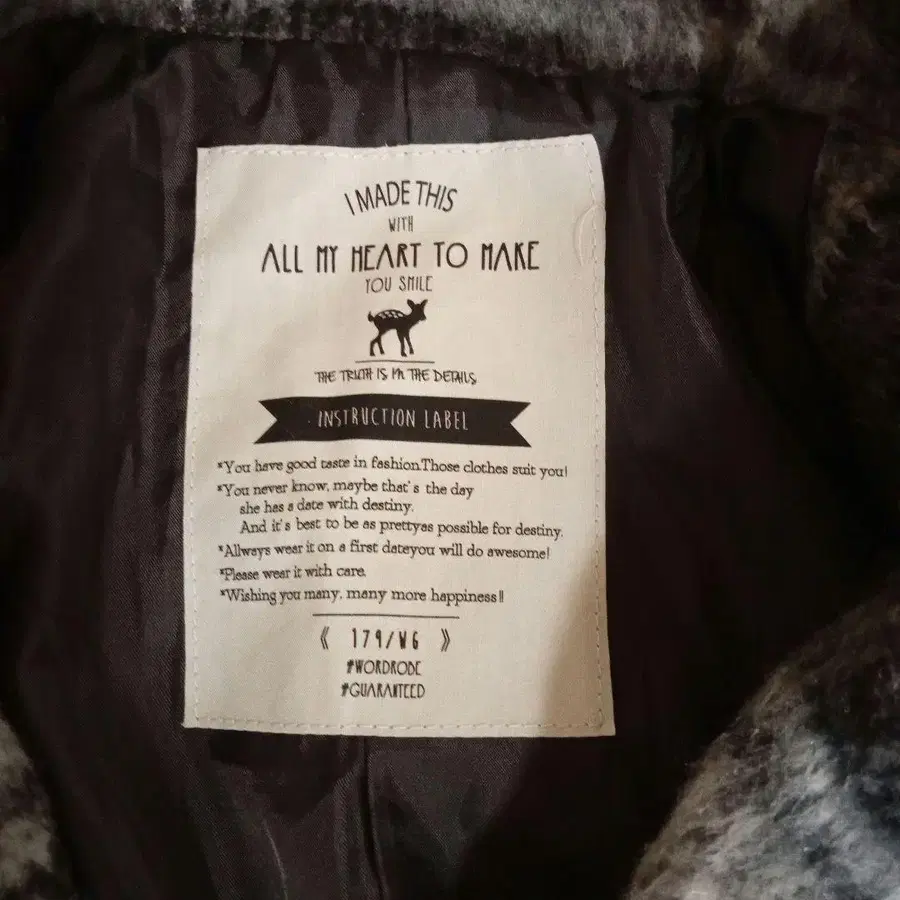 I MADE THIS
WITH
ALL MY HEART TO MAKE
YOU SMILE
THE TRUTH IS IN THE DETAILS
INSTRUCTION LABEL
*You have good taste in fashion.Those clothes suit you!
*You never know, maybe that's the day
she has a date with destiny.
And it's best to be as prettyas possible for destiny.
*Allways wear it on a first dateyou will do awesome!
*Please wear it with care.
*Wishing you many, many more happiness!!
《 179/WG 》
#WORDROBE
#GUARANTEED